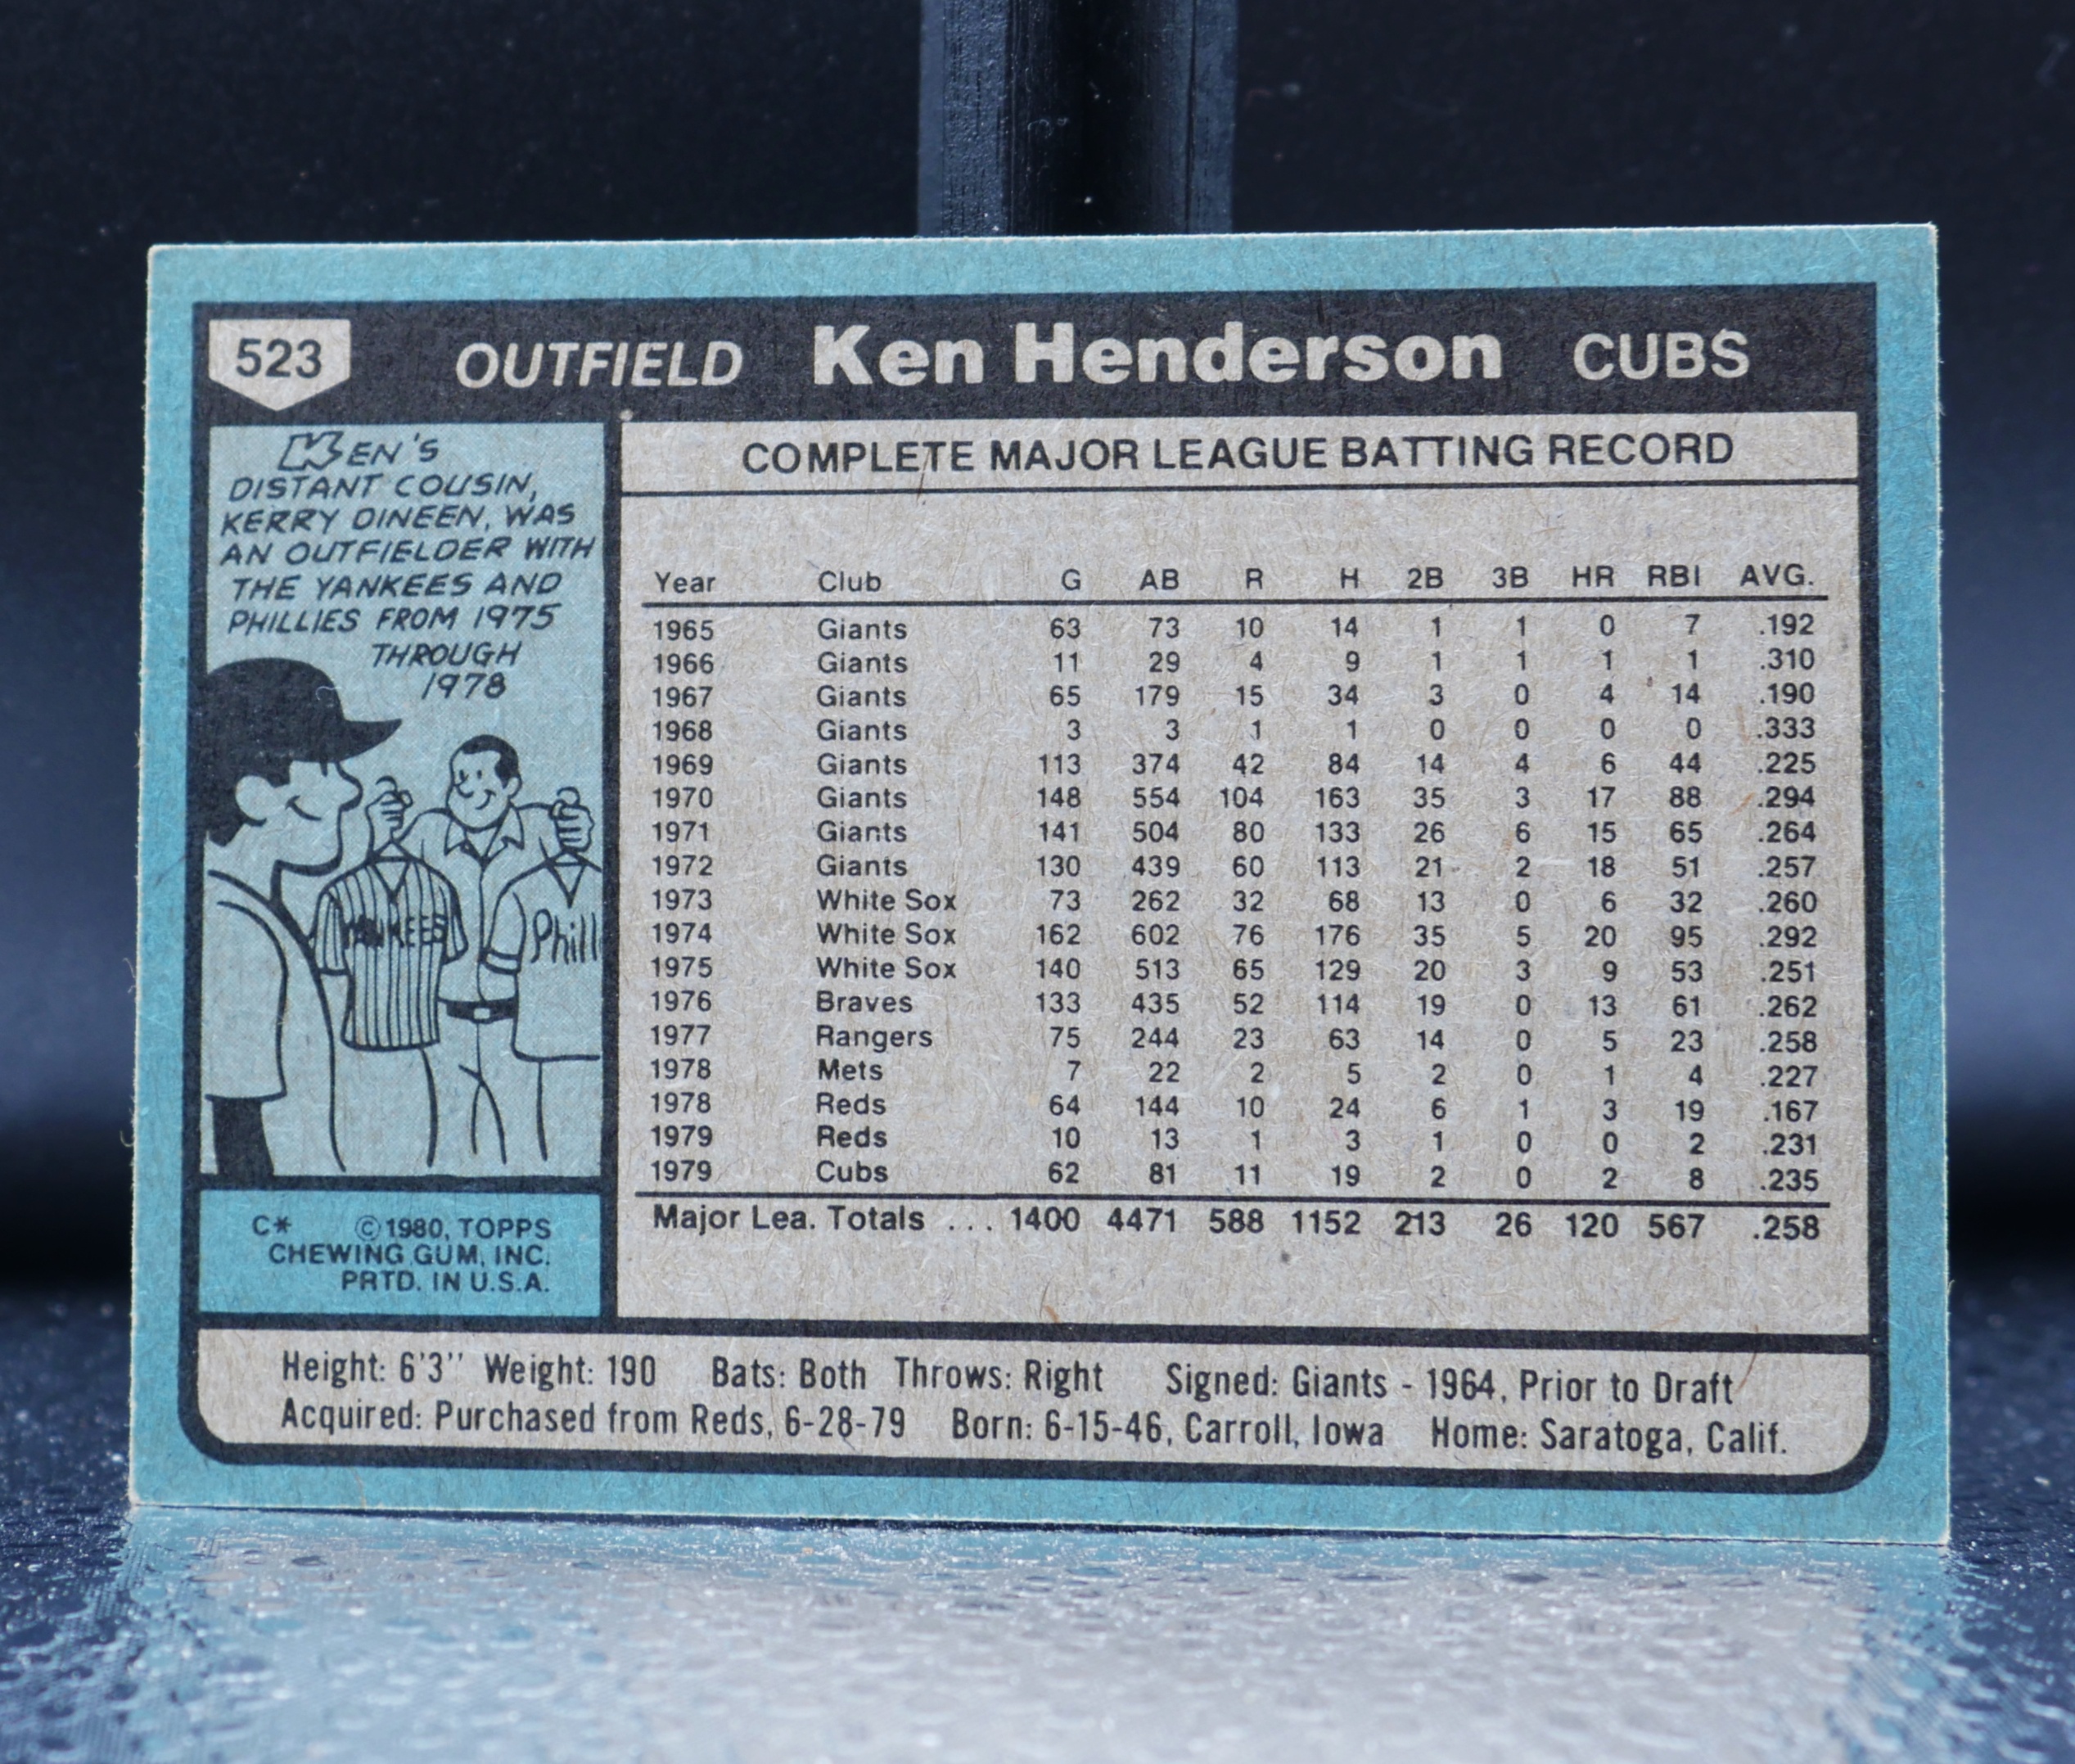 523 OUTFIELD Ken Henderson CUBS
KEN'S
DISTANT COUSIN,
KERRY DINEEN, WAS
AN OUTFIELDER WITH
THE YANKEES AND
PHILLIES FROM 1975
THROUGH
1978
YANKEES
Phill
C* © 1980, TOPPS
CHEWING GUM, INC.
PRTD. IN U.S.A.
COMPLETE MAJOR LEAGUE BATTING RECORD
Year Club G AB R H 2B 3B HR RBI AVG.
1965 Giants 63 73 10 14 1 1 0 7 .192
1966 Giants 11 29 4 9 1 1 1 1 .310
1967 Giants 65 179 15 34 3 0 4 14 .190
1968 Giants 3 3 1 1 0 0 0 0 .333
1969 Giants 113 374 42 84 14 4 6 44 .225
1970 Giants 148 554 104 163 35 3 17 88 .294
1971 Giants 141 504 80 133 26 6 15 65 .264
1972 Giants 130 439 60 113 21 2 18 51 .257
1973 White Sox 73 262 32 68 13 0 6 32 .260
1974 White Sox 162 602 76 176 35 5 20 95 .292
1975 White Sox 140 513 65 129 20 3 9 53 .251
1976 Braves 133 435 52 114 19 0 13 61 .262
1977 Rangers 75 244 23 63 14 0 5 23 .258
1978 Mets 7 22 2 5 2 0 1 4 .227
1978 Reds 64 144 10 24 6 1 3 19 .167
1979 Reds 10 13 1 3 1 0 0 2 .231
1979 Cubs 62 81 11 19 2 0 2 8 .235
Major Lea. Totals ... 1400 4471 588 1152 213 26 120 567 .258
Height: 6'3'' Weight: 190 Bats: Both Throws: Right Signed: Giants - 1964, Prior to Draft
Acquired: Purchased from Reds, 6-28-79 Born: 6-15-46, Carroll, Iowa Home: Saratoga, Calif.